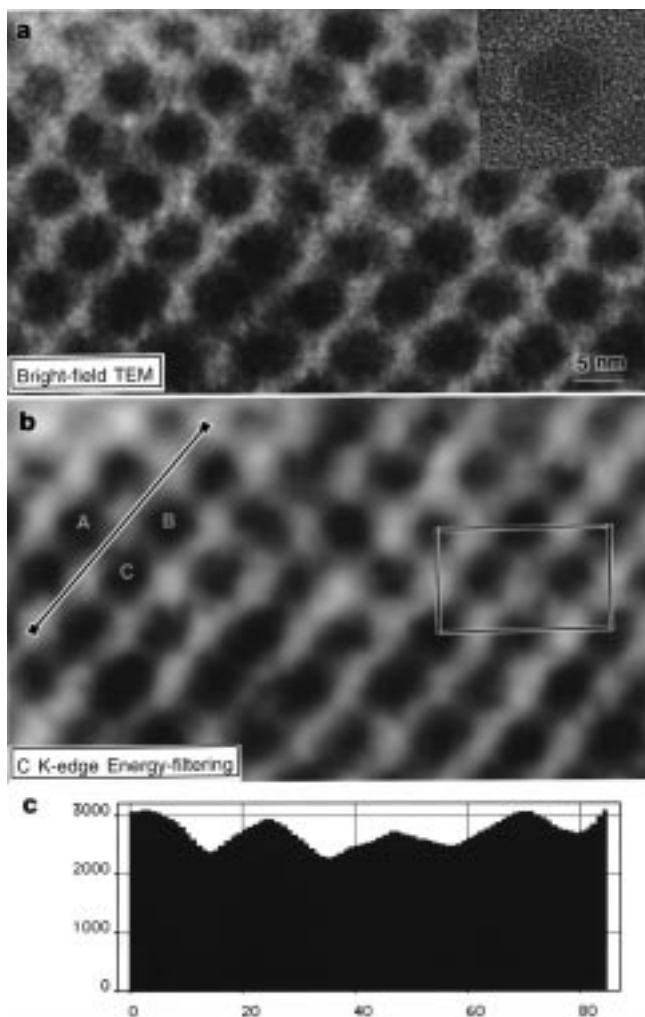 a
Bright-field TEM
5 nm
b
A
B
C
C K-edge Energy-filtering
c
3000
2000
1000
0
0 20 40 60 80